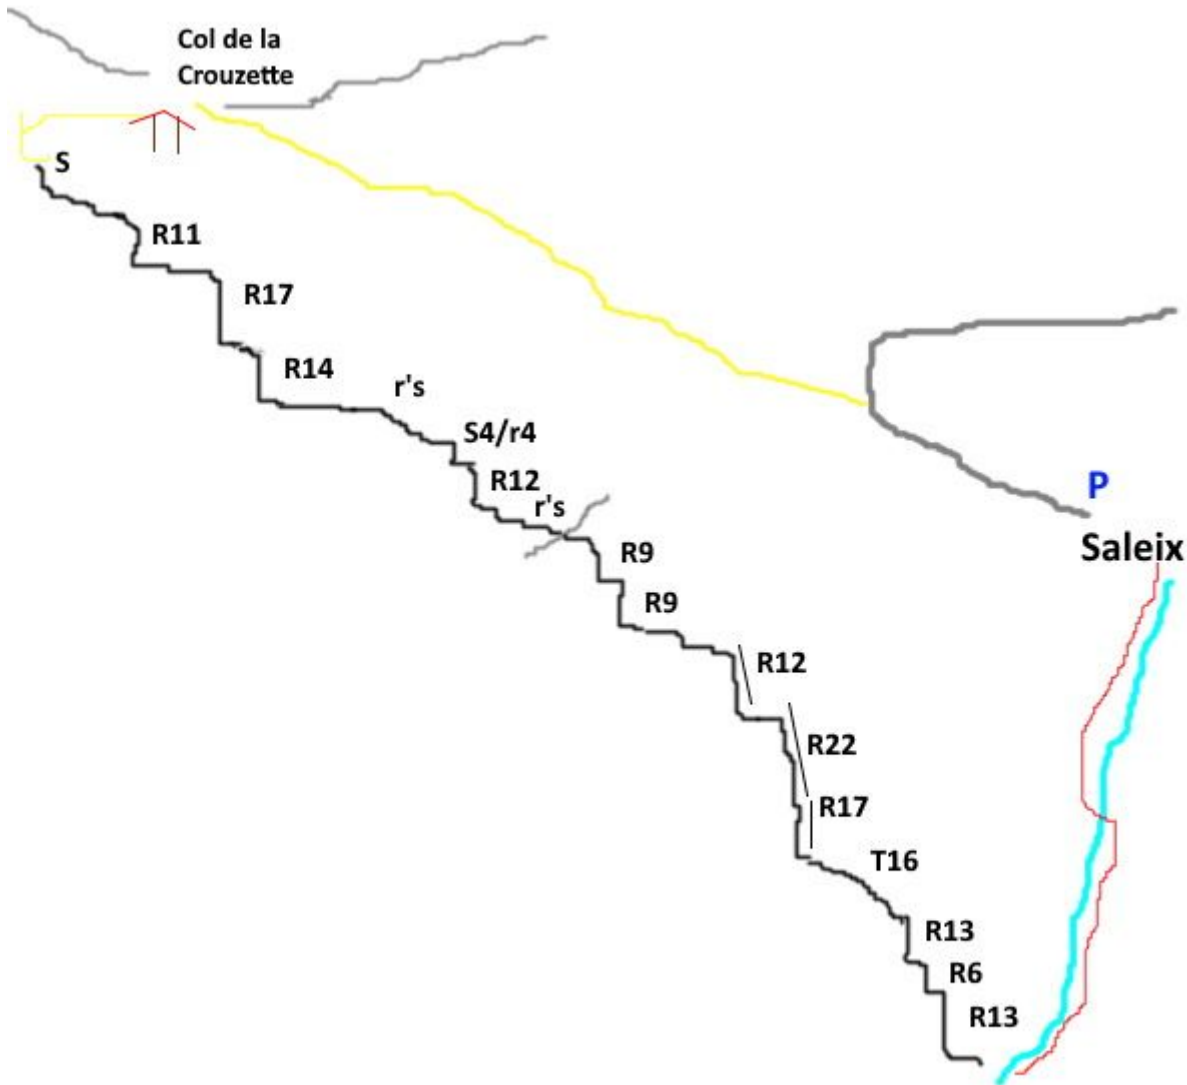 Col de la
Crouzette
S
R11
R17
R14
r's
S4/r4
R12
r's
P
Saleix
R9
R9
R12
R22
R17
T16
R13
R6
R13